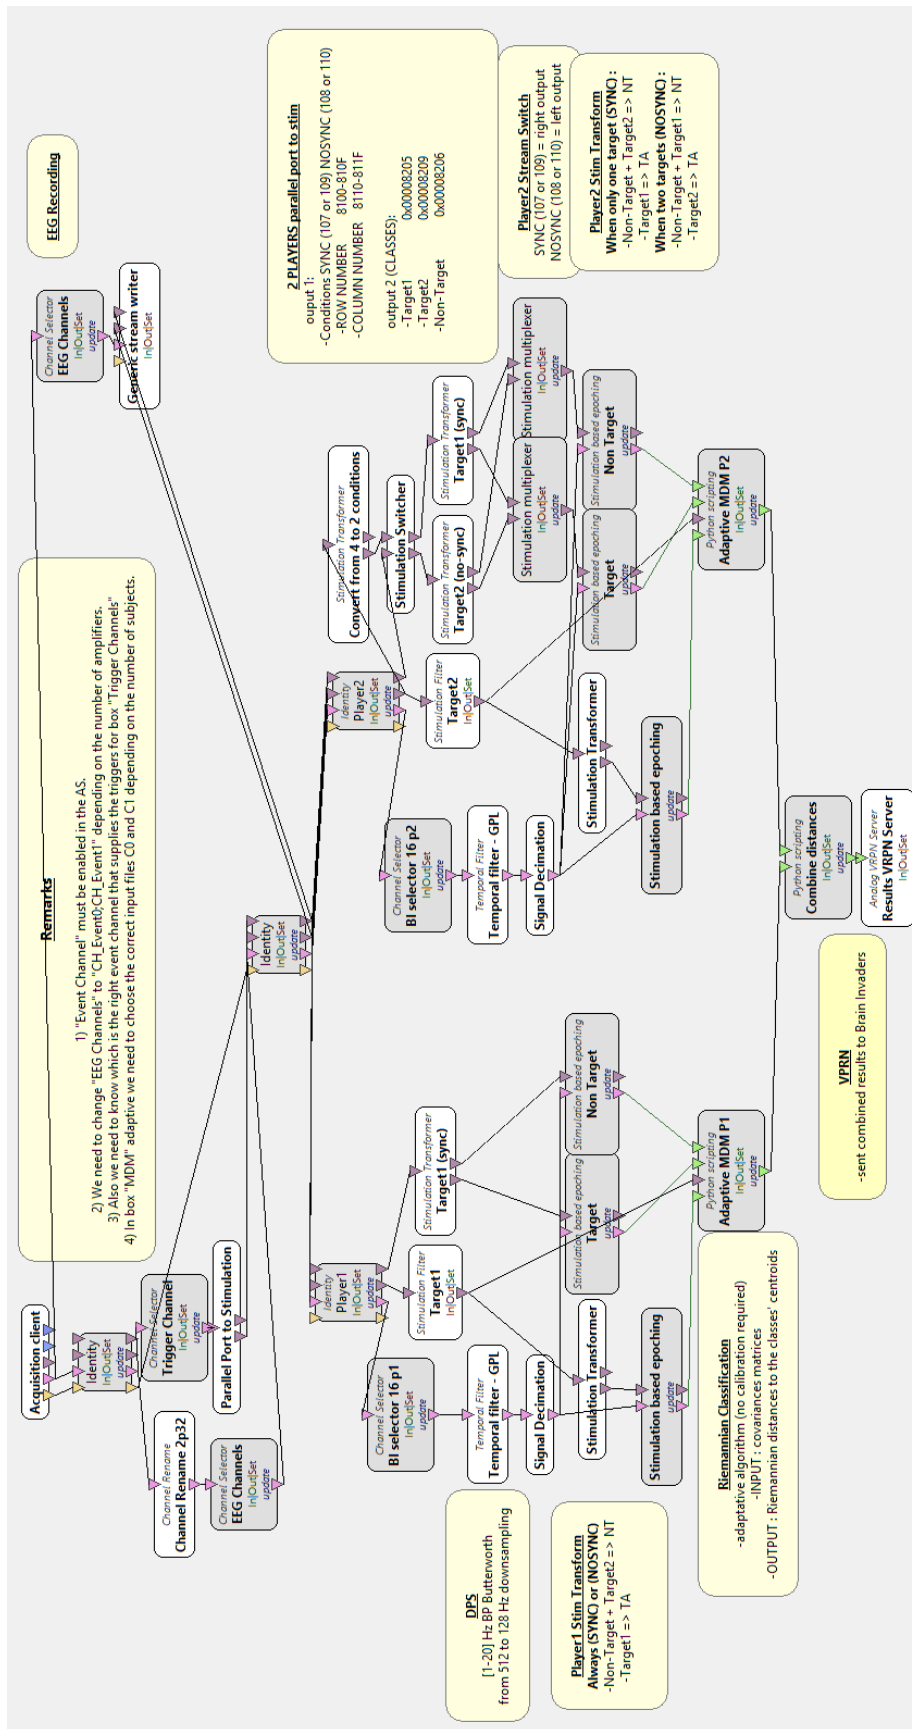 EEG Recording
Channel Selector
EEG Channels
In|Out|Set
update
Generic stream writer
In|Out|Set
Remarks
1) "Event Channel" must be enabled in the AS.
2) We need to change "EEG Channels" to "CH_Event0;CH_Event1" depending on the number of amplifiers.
3) Also we need to know which is the right event channel that supplies the triggers for box "Trigger Channels"
4) In box "MDM" adaptive we need to choose the correct input files C0 and C1 depending on the number of subjects.
Acquisition client
Identity
In|Out|Set
update
Channel Selector
Trigger Channel
In|Out|Set
update
Parallel Port to Stimulation
Channel Rename
Channel Rename 2p32
Channel Selector
EEG Channels
In|Out|Set
update
Identity
In|Out|Set
update
2 PLAYERS parallel port to stim
ouput 1:
-Conditions SYNC (107 or 109) NOSYNC (108 or 110)
-ROW NUMBER 8100-810F
-COLUMN NUMBER 8110-811F
output 2 (CLASSES):
-Target1 0x00008205
-Target2 0x00008209
-Non-Target 0x00008206
Player2 Stream Switch
SYNC (107 or 109) = right output
NOSYNC (108 or 110) = left output
Player2 Stim Transform
When only one target (SYNC) :
-Non-Target + Target2 => NT
-Target1 => TA
When two targets (NOSYNC) :
-Non-Target + Target1 => NT
-Target2 => TA
Identity
Player1
In|Out|Set
update
Channel Selector
BI selector 16 p1
In|Out|Set
update
Stimulation Filter
Target1
In|Out|Set
Stimulation Transformer
Target1 (sync)
Temporal Filter
Temporal filter - GPL
Signal Decimation
Stimulation Transformer
Stimulation based epoching
update
Stimulation based epoching
Target
update
Stimulation based epoching
Non Target
update
Python scripting
Adaptive MDM P1
In|Out|Set
update
Identity
Player2
In|Out|Set
update
Stimulation Transformer
Convert from 4 to 2 conditions
Stimulation Switcher
Channel Selector
BI selector 16 p2
In|Out|Set
update
Stimulation Filter
Target2
In|Out|Set
Stimulation Transformer
Target2 (no-sync)
Stimulation Transformer
Target1 (sync)
Temporal Filter
Temporal filter - GPL
Signal Decimation
Stimulation multiplexer
In|Out|Set
update
Stimulation multiplexer
In|Out|Set
update
Stimulation Transformer
Stimulation based epoching
update
Stimulation based epoching
Target
update
Stimulation based epoching
Non Target
update
Python scripting
Adaptive MDM P2
In|Out|Set
update
Python scripting
Combine distances
In|Out|Set
update
Analog VRPN Server
Results VRPN Server
In|Out|Set
DPS
[1-20] Hz BP Butterworth
from 512 to 128 Hz downsampling
Player1 Stim Transform
Always (SYNC) or (NOSYNC)
-Non-Target + Target2 => NT
-Target1 => TA
Riemannian Classification
-adaptative algorithm (no calibration required)
-INPUT : covariances matrices
-OUTPUT : Riemannian distances to the classes' centroids
VPRN
-sent combined results to Brain Invaders